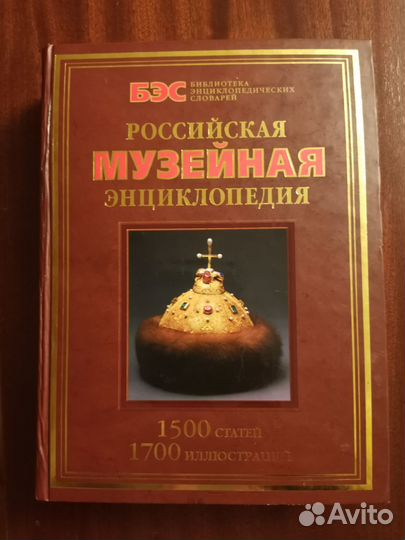 БЭС
БИБЛИОТЕКА
ЭНЦИКЛОПЕДИЧЕСКИХ
СЛОВАРЕЙ
РОССИЙСКАЯ
МУЗЕЙНАЯ
ЭНЦИКЛОПЕДИЯ
1500 СТАТЕЙ
1700 ИЛЛЮСТРАЦИЙ
Avito